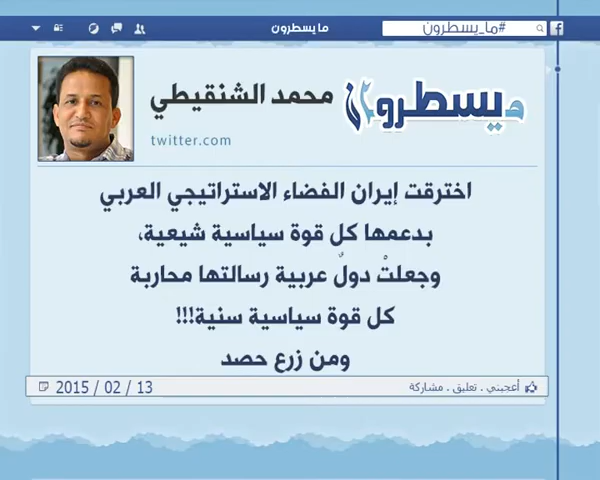 ما يسطرون
#ما_يسطرون
ما يسطرون
محمد الشنقيطي
twitter.com
اخترقت إيران الفضاء الاستراتيجي العربي
بدعمها كل قوة سياسية شيعية،
وجعلتْ دولٌ عربية رسالتها محاربة
كل قوة سياسية سنية!!!
ومن زرع حصد
أعجبني . تعليق . مشاركة
2015 / 02 / 13